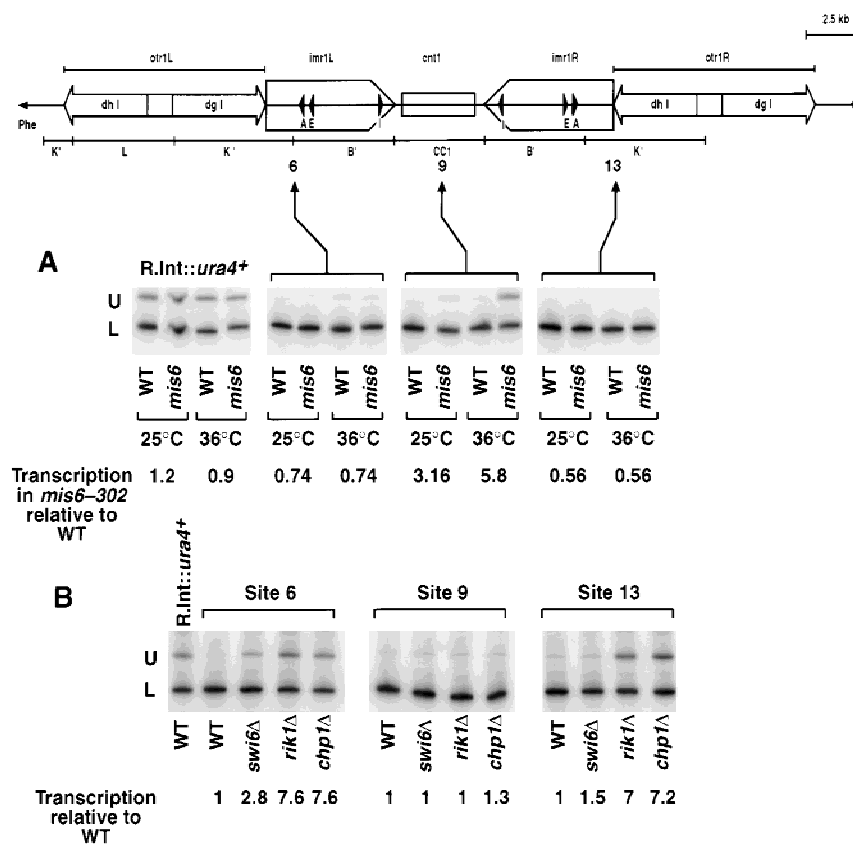 2.5 kb
otr1L imr1L cnt1 imr1R otr1R
dh I dg I dh I dg I
Phe A E I I E A
K" L K' B' CC1 B' K'
6 9 13
A
R.Int::ura4+
U
L
WT mis6 WT mis6 WT mis6 WT mis6 WT mis6 WT mis6 WT mis6 WT mis6
25°C 36°C 25°C 36°C 25°C 36°C 25°C 36°C
Transcription in mis6–302 relative to WT
1.2 0.9 0.74 0.74 3.16 5.8 0.56 0.56
B
R.Int::ura4+
Site 6 Site 9 Site 13
U
L
WT WT swi6Δ rik1Δ chp1Δ WT swi6Δ rik1Δ chp1Δ WT swi6Δ rik1Δ chp1Δ
Transcription relative to WT
1 2.8 7.6 7.6 1 1 1 1.3 1 1.5 7 7.2